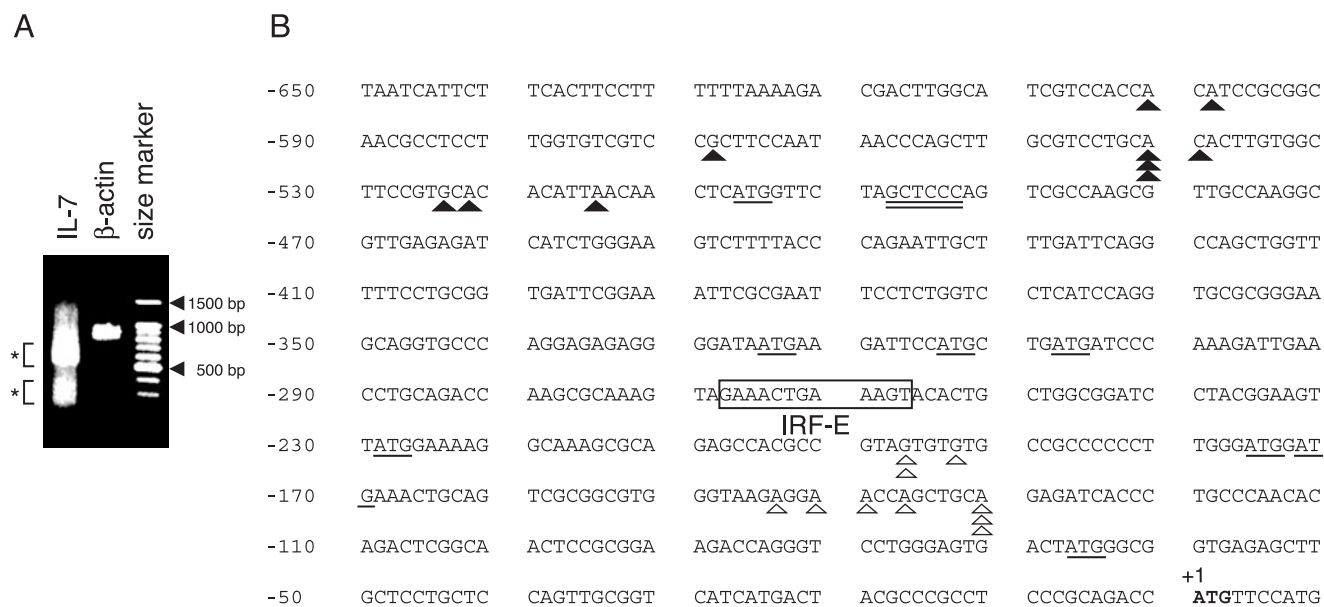 A
B
IL-7
β-actin
size marker
1500 bp
1000 bp
500 bp
*
*
-650 TAATCATTCT TCACTTCCTT TTTTAAAAGA CGACTTGGCA TCGTCCACCA CATCCGCGGC
-590 AACGCCTCCT TGGTGTCGTC CGCTTCCAAT AACCCAGCTT GCGTCCTGCA CACTTGTGGC
-530 TTCCGTGCAC ACATTAACAA CTCATGGTTC TAGCTCCCAG TCGCCAAGCG TTGCCAAGGC
-470 GTTGAGAGAT CATCTGGGAA GTCTTTTACC CAGAATTGCT TTGATTCAGG CCAGCTGGTT
-410 TTTCCTGCGG TGATTCGGAA ATTCGCGAAT TCCTCTGGTC CTCATCCAGG TGCGCGGGAA
-350 GCAGGTGCCC AGGAGAGAGG GGATAATGAA GATTCCATGC TGATGATCCC AAAGATTGAA
-290 CCTGCAGACC AAGCGCAAAG TAGAAACTGA AAGTACACTG CTGGCGGATC CTACGGAAGT
IRF-E
-230 TATGGAAAAG GCAAAGCGCA GAGCCACGCC GTAGTGTGTG CCGCCCCCCT TGGGATGGAT
-170 GAAACTGCAG TCGCGGCGTG GGTAAGAGGA ACCAGCTGCA GAGATCACCC TGCCCAACAC
-110 AGACTCGGCA ACTCCGCGGA AGACCAGGGT CCTGGGAGTG ACTATGGGCG GTGAGAGCTT
+1
-50 GCTCCTGCTC CAGTTGCGGT CATCATGACT ACGCCCGCCT CCCGCAGACC ATGTTCCATG